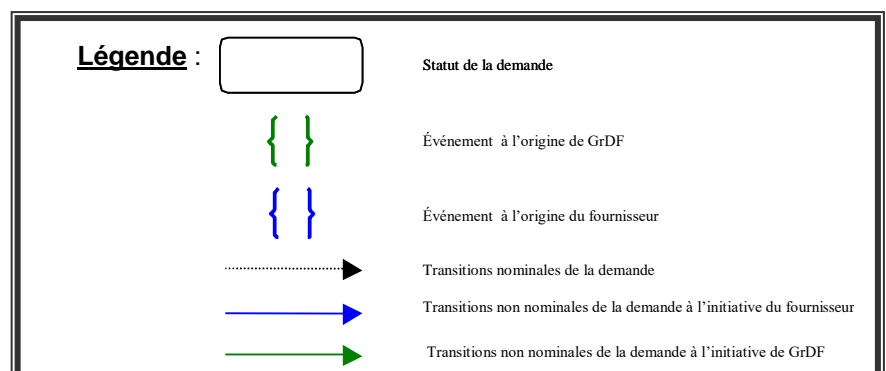 Légende :
Statut de la demande
Événement à l’origine de GrDF
Événement à l’origine du fournisseur
Transitions nominales de la demande
Transitions non nominales de la demande à l’initiative du fournisseur
Transitions non nominales de la demande à l’initiative de GrDF